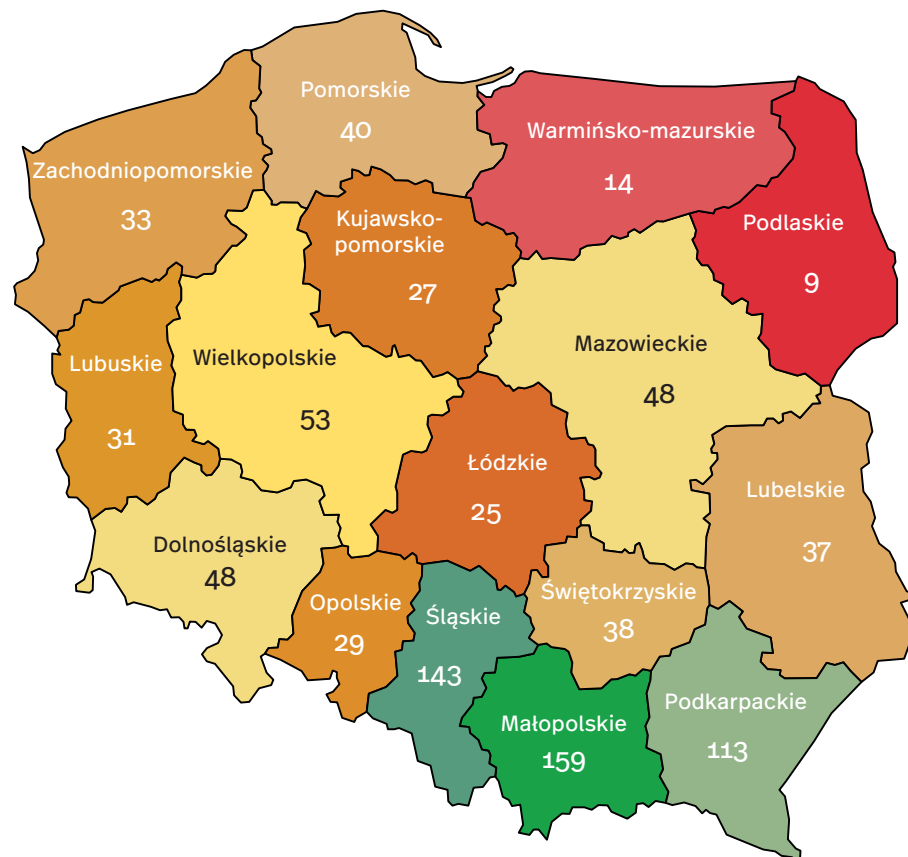 Pomorskie
40
Warmińsko-mazurskie
14
Zachodniopomorskie
33
Kujawsko-
pomorskie
27
Podlaskie
9
Lubuskie
31
Wielkopolskie
53
Mazowieckie
48
Łódzkie
25
Lubelskie
37
Dolnośląskie
48
Opolskie
29
Śląskie
143
Świętokrzyskie
38
Małopolskie
159
Podkarpackie
113